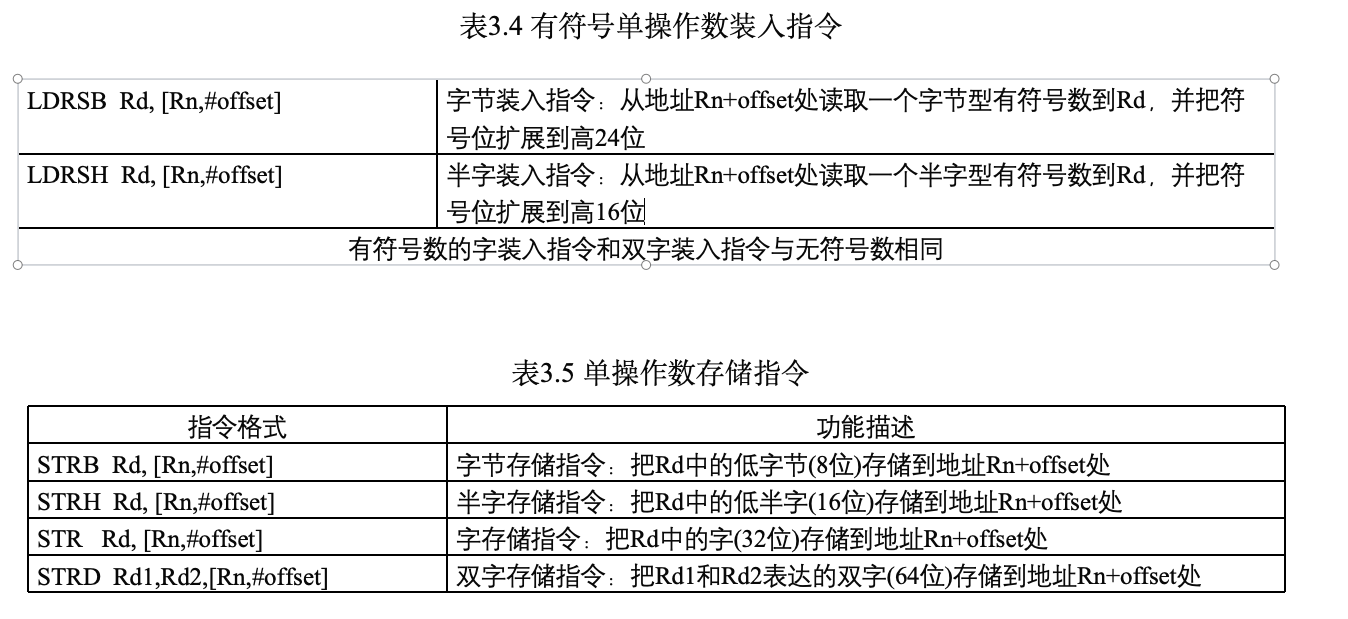 表3.4 有符号单操作数装入指令
LDRSB Rd, [Rn,#offset]
字节装入指令：从地址Rn+offset处读取一个字节型有符号数到Rd，并把符
号位扩展到高24位
LDRSH Rd, [Rn,#offset]
半字装入指令：从地址Rn+offset处读取一个半字型有符号数到Rd，并把符
号位扩展到高16位
有符号数的字装入指令和双字装入指令与无符号数相同
表3.5 单操作数存储指令
指令格式
功能描述
STRB Rd, [Rn,#offset]
字节存储指令：把Rd中的低字节(8位)存储到地址Rn+offset处
STRH Rd, [Rn,#offset]
半字存储指令：把Rd中的低半字(16位)存储到地址Rn+offset处
STR Rd, [Rn,#offset]
字存储指令：把Rd中的字(32位)存储到地址Rn+offset处
STRD Rd1,Rd2,[Rn,#offset]
双字存储指令：把Rd1和Rd2表达的双字(64位)存储到地址Rn+offset处